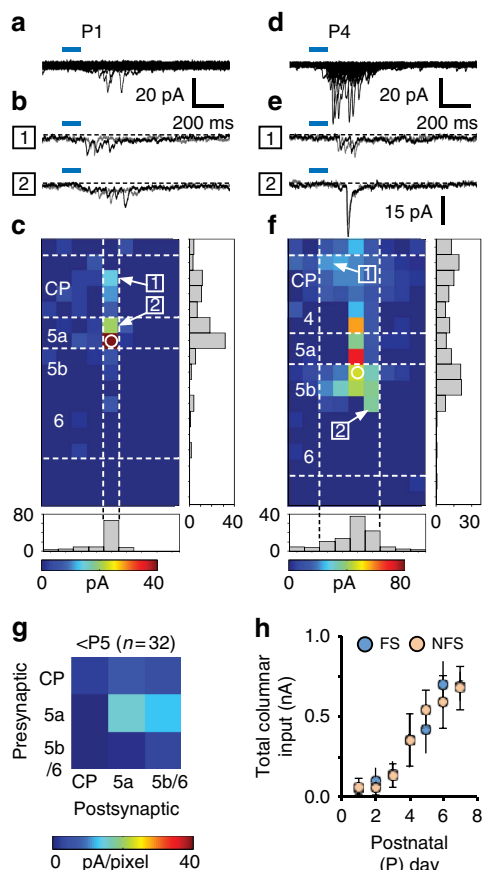 a P1 d P4
20 pA 20 pA
b 200 ms e 200 ms
1 1
2 2
15 pA
c f
1 1
CP CP
2
4
5a
5a
5b
5b
2
6 6
80 40
0 0
0 40 0 30
0 pA 40 0 pA 80
g h
<P5 (n=32) FS NFS
Presynaptic
CP
5a
5b
/6
CP 5a 5b/6
Postsynaptic
0 pA/pixel 40
Total columnar
input (nA)
1.0
0.5
0.0
0 2 4 6 8
Postnatal
(P) day